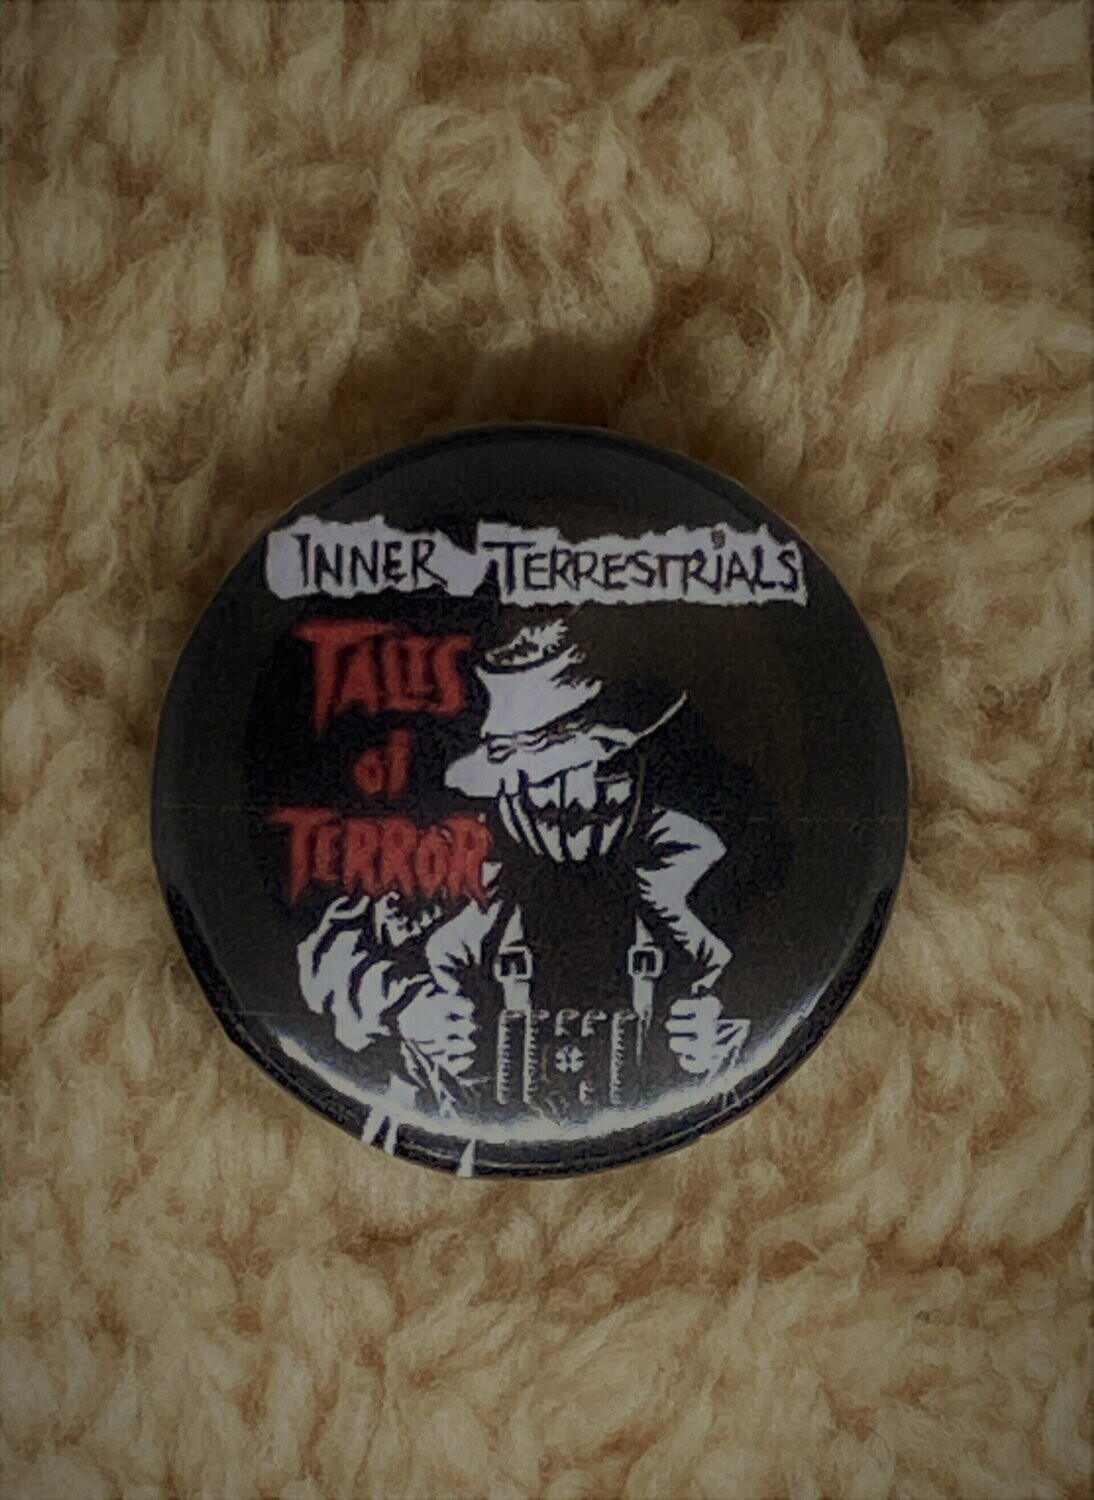 INNER TERRESTRIALS
TALES
of
TERROR